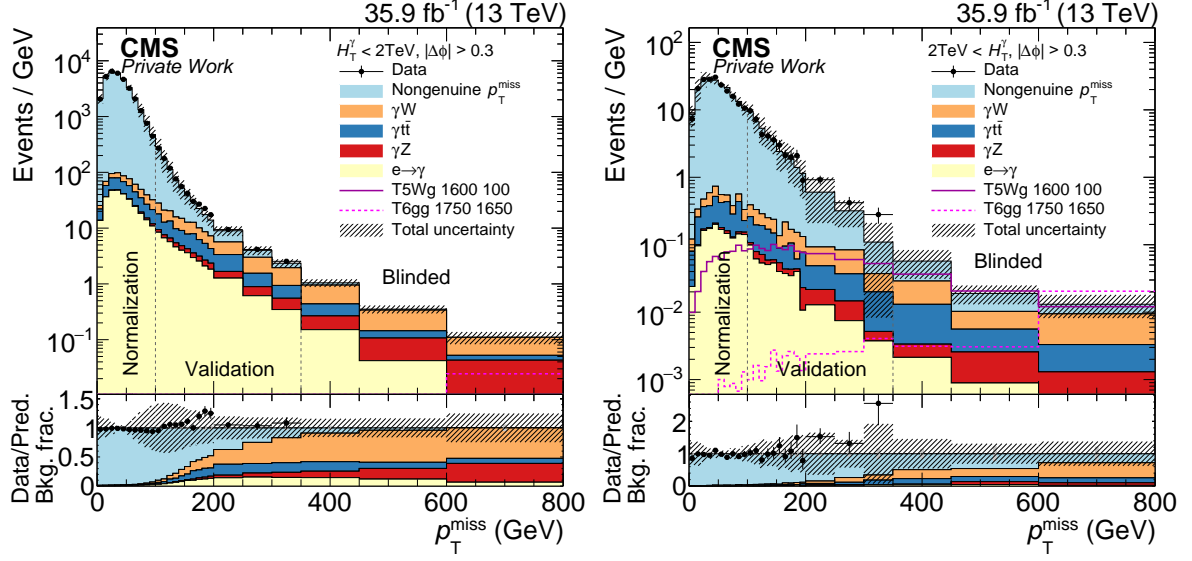 35.9 fb⁻¹ (13 TeV)
CMS
Private Work
H_T^γ < 2TeV, |Δϕ| > 0.3
Data
Nongenuine p_T^miss
γW
γtt̄
γZ
e→γ
T5Wg 1600 100
T6gg 1750 1650
Total uncertainty
Blinded
Normalization
Validation
Events / GeV
10⁴
10³
10²
10
1
10⁻¹
Data/Pred.
Bkg. frac.
1.5
1
0.5
0
0 200 400 600 800
p_T^miss (GeV)
35.9 fb⁻¹ (13 TeV)
CMS
Private Work
2TeV < H_T^γ, |Δϕ| > 0.3
Data
Nongenuine p_T^miss
γW
γtt̄
γZ
e→γ
T5Wg 1600 100
T6gg 1750 1650
Total uncertainty
Blinded
Normalization
Validation
Events / GeV
10²
10
1
10⁻¹
10⁻²
10⁻³
Data/Pred.
Bkg. frac.
2
1
0
0 200 400 600 800
p_T^miss (GeV)